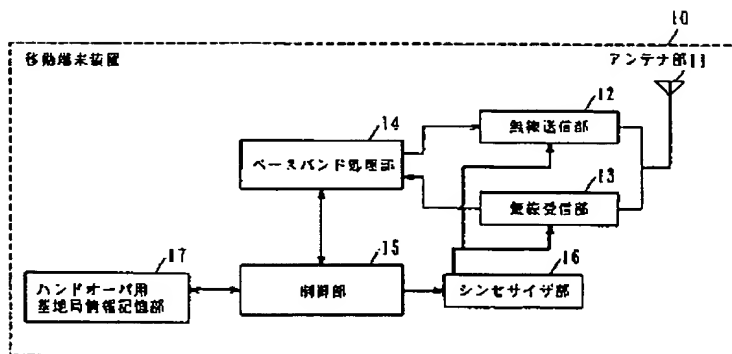 10
移動端末装置
アンテナ部 11
12
無線送信部
14
ベースバンド処理部
13
無線受信部
17
ハンドオーバ用
基地局情報記憶部
15
制御部
16
シンセサイザ部